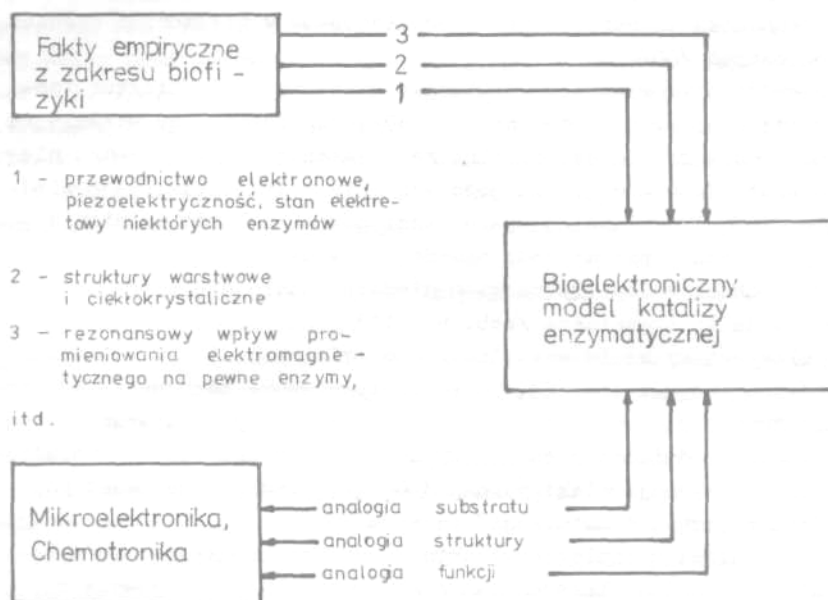 Fakty empiryczne
z zakresu biofi -
zyki
3
2
1
1 - przewodnictwo elektronowe,
piezoelektryczność, stan elektre-
towy niektórych enzymów
2 - struktury warstwowe
i ciekłokrystaliczne
3 - rezonansowy wpływ pro-
mieniowania elektromagne -
tycznego na pewne enzymy,
itd.
Bioelektroniczny
model katalizy
enzymatycznej
Mikroelektronika,
Chemotronika
analogia substratu
analogia struktury
analogia funkcji